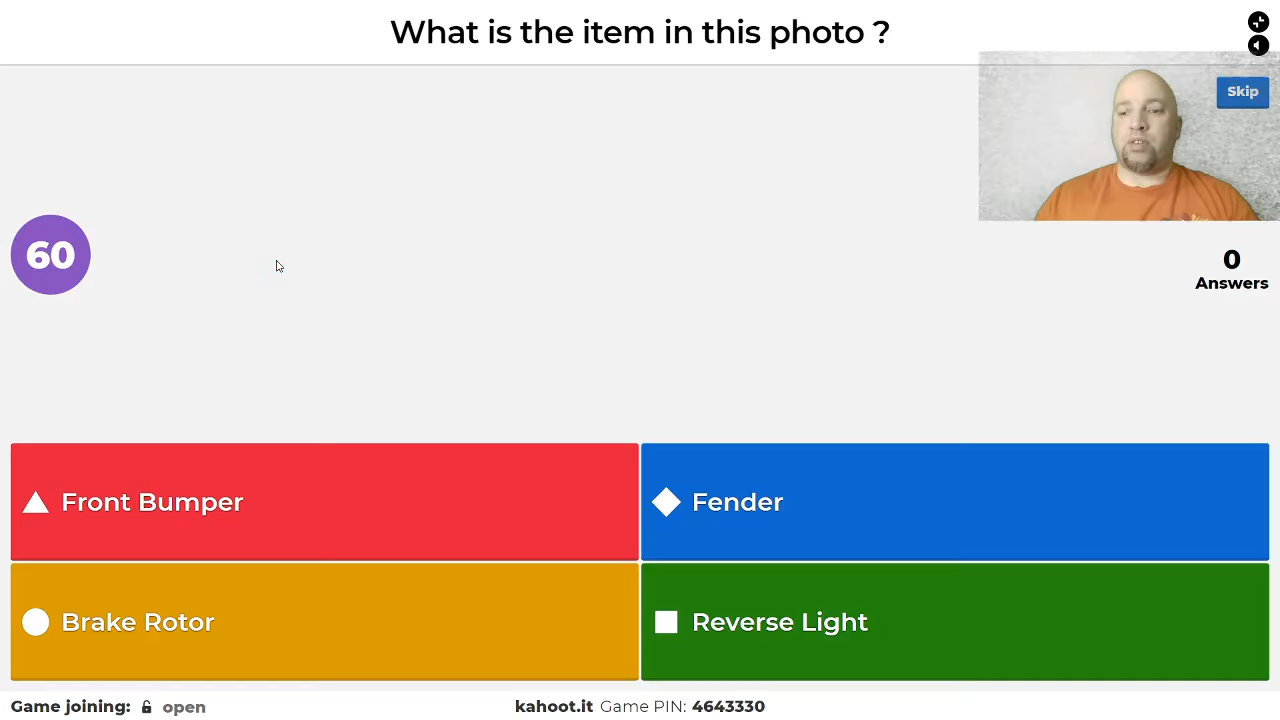 What is the item in this photo ?
Skip
60
0
Answers
Front Bumper
Fender
Brake Rotor
Reverse Light
Game joining: open
kahoot.it Game PIN: 4643330